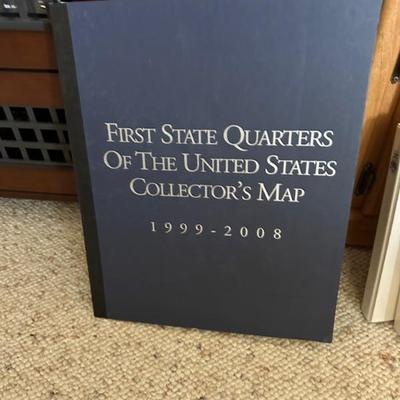 FIRST STATE QUARTERS
OF THE UNITED STATES
COLLECTOR'S MAP
1999-2008